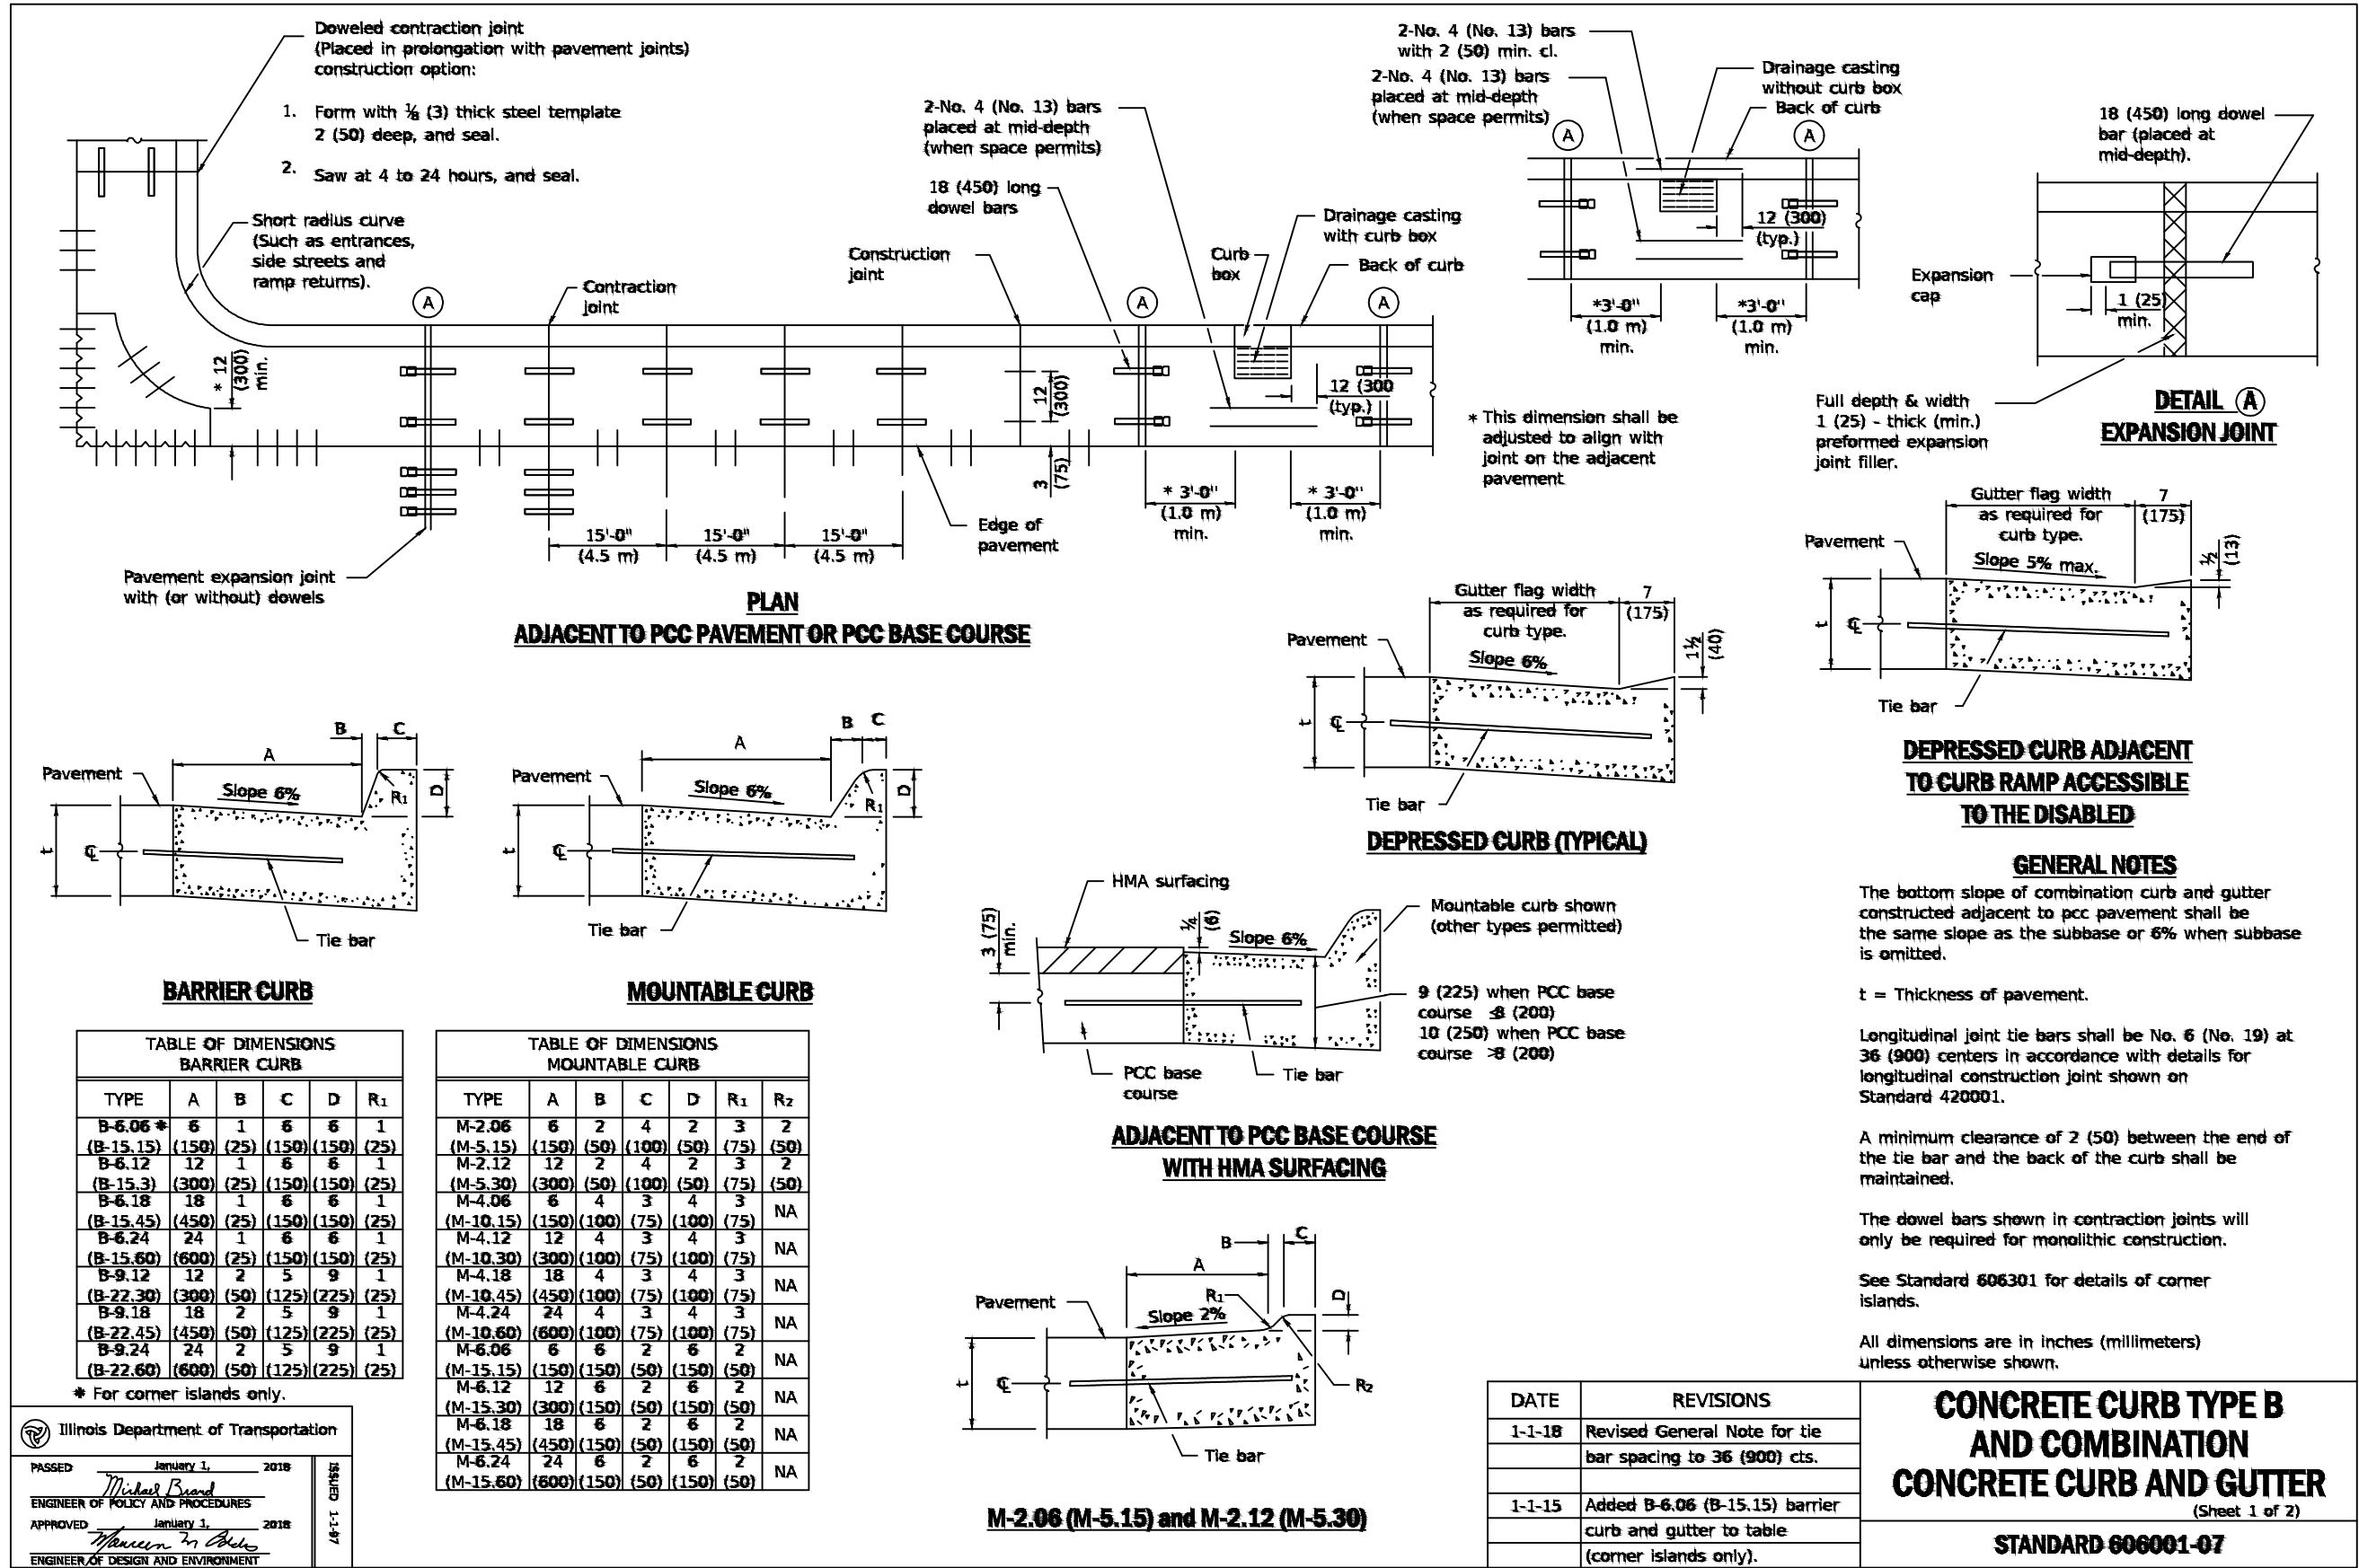 Doweled contraction joint
(Placed in prolongation with pavement joints)
construction option:
1. Form with ⅛ (3) thick steel template
2 (50) deep, and seal.
2. Saw at 4 to 24 hours, and seal.
Short radius curve
(Such as entrances,
side streets and
ramp returns).
* 12
(300)
min.
A
Contraction
joint
Construction
joint
2-No. 4 (No. 13) bars
placed at mid-depth
(when space permits)
18 (450) long
dowel bars
A
Curb
box
Drainage casting
with curb box
Back of curb
A
12
(300)
3
(75)
12 (300
(typ.)
* 3'-0"
(1.0 m)
min.
* 3'-0"
(1.0 m)
min.
15'-0"
(4.5 m)
15'-0"
(4.5 m)
15'-0"
(4.5 m)
Edge of
pavement
Pavement expansion joint
with (or without) dowels
PLAN
ADJACENT TO PCC PAVEMENT OR PCC BASE COURSE
2-No. 4 (No. 13) bars
with 2 (50) min. cl.
2-No. 4 (No. 13) bars
placed at mid-depth
(when space permits)
Drainage casting
without curb box
Back of curb
A
A
12 (300)
(typ.)
*3'-0"
(1.0 m)
min.
*3'-0"
(1.0 m)
min.
* This dimension shall be
adjusted to align with
joint on the adjacent
pavement
18 (450) long dowel
bar (placed at
mid-depth).
Expansion
cap
1 (25)
min.
Full depth & width
1 (25) - thick (min.)
preformed expansion
joint filler.
DETAIL A
EXPANSION JOINT
Pavement
A
B
C
D
R1
Slope 6%
t
CL
Tie bar
BARRIER CURB
Pavement
A
B
C
D
R1
Slope 6%
t
CL
Tie bar
MOUNTABLE CURB
Gutter flag width
as required for
curb type.
7
(175)
1½
(40)
Pavement
Slope 6%
t
CL
Tie bar
DEPRESSED CURB (TYPICAL)
Gutter flag width
as required for
curb type.
7
(175)
½
(13)
Pavement
Slope 5% max.
t
CL
Tie bar
DEPRESSED CURB ADJACENT
TO CURB RAMP ACCESSIBLE
TO THE DISABLED
TABLE OF DIMENSIONS
BARRIER CURB
TYPE A B C D R1
B-6.06 * 6 1 6 6 1
(B-15.15) (150) (25) (150) (150) (25)
B-6.12 12 1 6 6 1
(B-15.3) (300) (25) (150) (150) (25)
B-6.18 18 1 6 6 1
(B-15.45) (450) (25) (150) (150) (25)
B-6.24 24 1 6 6 1
(B-15.60) (600) (25) (150) (150) (25)
B-9.12 12 2 5 9 1
(B-22.30) (300) (50) (125) (225) (25)
B-9.18 18 2 5 9 1
(B-22.45) (450) (50) (125) (225) (25)
B-9.24 24 2 5 9 1
(B-22.60) (600) (50) (125) (225) (25)
* For corner islands only.
TABLE OF DIMENSIONS
MOUNTABLE CURB
TYPE A B C D R1 R2
M-2.06 6 2 4 2 3 2
(M-5.15) (150) (50) (100) (50) (75) (50)
M-2.12 12 2 4 2 3 2
(M-5.30) (300) (50) (100) (50) (75) (50)
M-4.06 6 4 3 4 3 NA
(M-10.15) (150) (100) (75) (100) (75)
M-4.12 12 4 3 4 3 NA
(M-10.30) (300) (100) (75) (100) (75)
M-4.18 18 4 3 4 3 NA
(M-10.45) (450) (100) (75) (100) (75)
M-4.24 24 4 3 4 3 NA
(M-10.60) (600) (100) (75) (100) (75)
M-6.06 6 6 2 6 2 NA
(M-15.15) (150) (150) (50) (150) (50)
M-6.12 12 6 2 6 2 NA
(M-15.30) (300) (150) (50) (150) (50)
M-6.18 18 6 2 6 2 NA
(M-15.45) (450) (150) (50) (150) (50)
M-6.24 24 6 2 6 2 NA
(M-15.60) (600) (150) (50) (150) (50)
HMA surfacing
3 (75)
min.
¼
(6)
Slope 6%
Mountable curb shown
(other types permitted)
9 (225) when PCC base
course ≤8 (200)
10 (250) when PCC base
course >8 (200)
PCC base
course
Tie bar
ADJACENT TO PCC BASE COURSE
WITH HMA SURFACING
Pavement
A
B
C
D
R1
R2
Slope 2%
t
CL
Tie bar
M-2.06 (M-5.15) and M-2.12 (M-5.30)
GENERAL NOTES
The bottom slope of combination curb and gutter
constructed adjacent to pcc pavement shall be
the same slope as the subbase or 6% when subbase
is omitted.
t = Thickness of pavement.
Longitudinal joint tie bars shall be No. 6 (No. 19) at
36 (900) centers in accordance with details for
longitudinal construction joint shown on
Standard 420001.
A minimum clearance of 2 (50) between the end of
the tie bar and the back of the curb shall be
maintained.
The dowel bars shown in contraction joints will
only be required for monolithic construction.
See Standard 606301 for details of corner
islands.
All dimensions are in inches (millimeters)
unless otherwise shown.
Illinois Department of Transportation
PASSED January 1, 2018
Michael Brand
ENGINEER OF POLICY AND PROCEDURES
APPROVED January 1, 2018
ENGINEER OF DESIGN AND ENVIRONMENT
ISSUED 1-1-97
DATE REVISIONS
1-1-18 Revised General Note for tie
bar spacing to 36 (900) cts.
1-1-15 Added B-6.06 (B-15.15) barrier
curb and gutter to table
(corner islands only).
CONCRETE CURB TYPE B
AND COMBINATION
CONCRETE CURB AND GUTTER
(Sheet 1 of 2)
STANDARD 606001-07